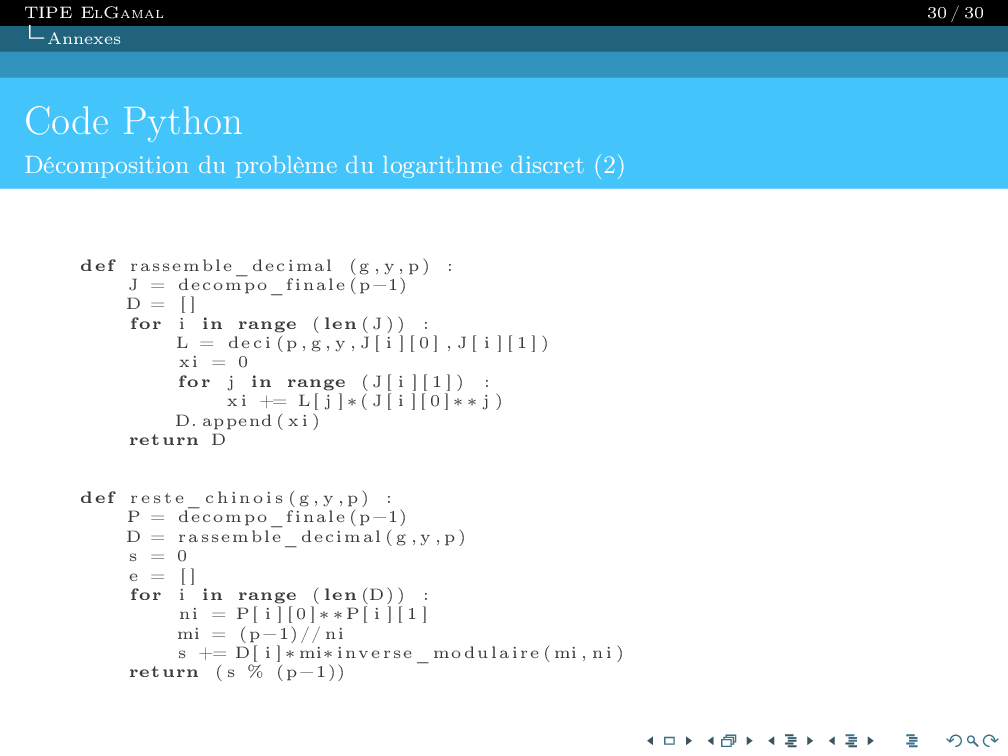 TIPE ElGamal
30 / 30
Annexes
Code Python
Décomposition du problème du logarithme discret (2)
def rassemble_decimal (g,y,p) :
    J = decompo_finale(p−1)
    D = []
    for i in range (len(J)) :
        L = deci(p,g,y,J[i][0],J[i][1])
        xi = 0
        for j in range (J[i][1]) :
            xi += L[j]*(J[i][0]**j)
        D.append(xi)
    return D
def reste_chinois(g,y,p) :
    P = decompo_finale(p−1)
    D = rassemble_decimal(g,y,p)
    s = 0
    e = []
    for i in range (len(D)) :
        ni = P[i][0]**P[i][1]
        mi = (p−1)//ni
        s += D[i]*mi*inverse_modulaire(mi,ni)
    return (s % (p−1))